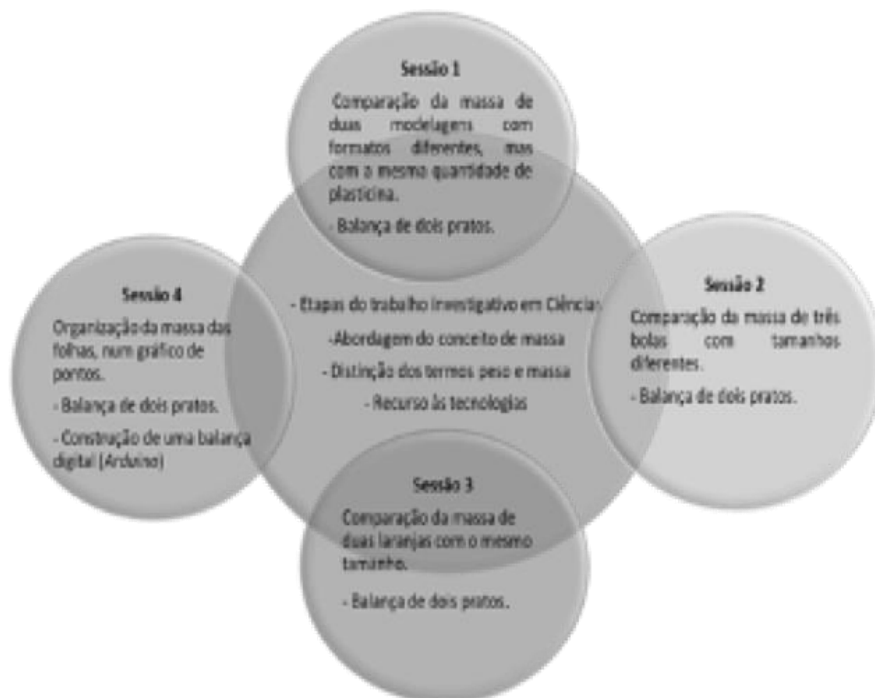 Sessão 1
Comparação da massa de
duas modelagens com
formatos diferentes, mas
com a mesma quantidade de
plasticina.
- Balança de dois pratos.
Sessão 4
Organização da massa das
folhas, num gráfico de
pontos.
- Balança de dois pratos.
- Construção de uma balança
digital (Arduino)
- Etapas do trabalho investigativo em Ciências
-Abordagem do conceito de massa
- Distinção dos termos peso e massa
- Recurso às tecnologias
Sessão 2
Comparação da massa de três
bolas com tamanhos
diferentes.
- Balança de dois pratos.
Sessão 3
Comparação da massa de
duas laranjas com o mesmo
tamanho.
- Balança de dois pratos.